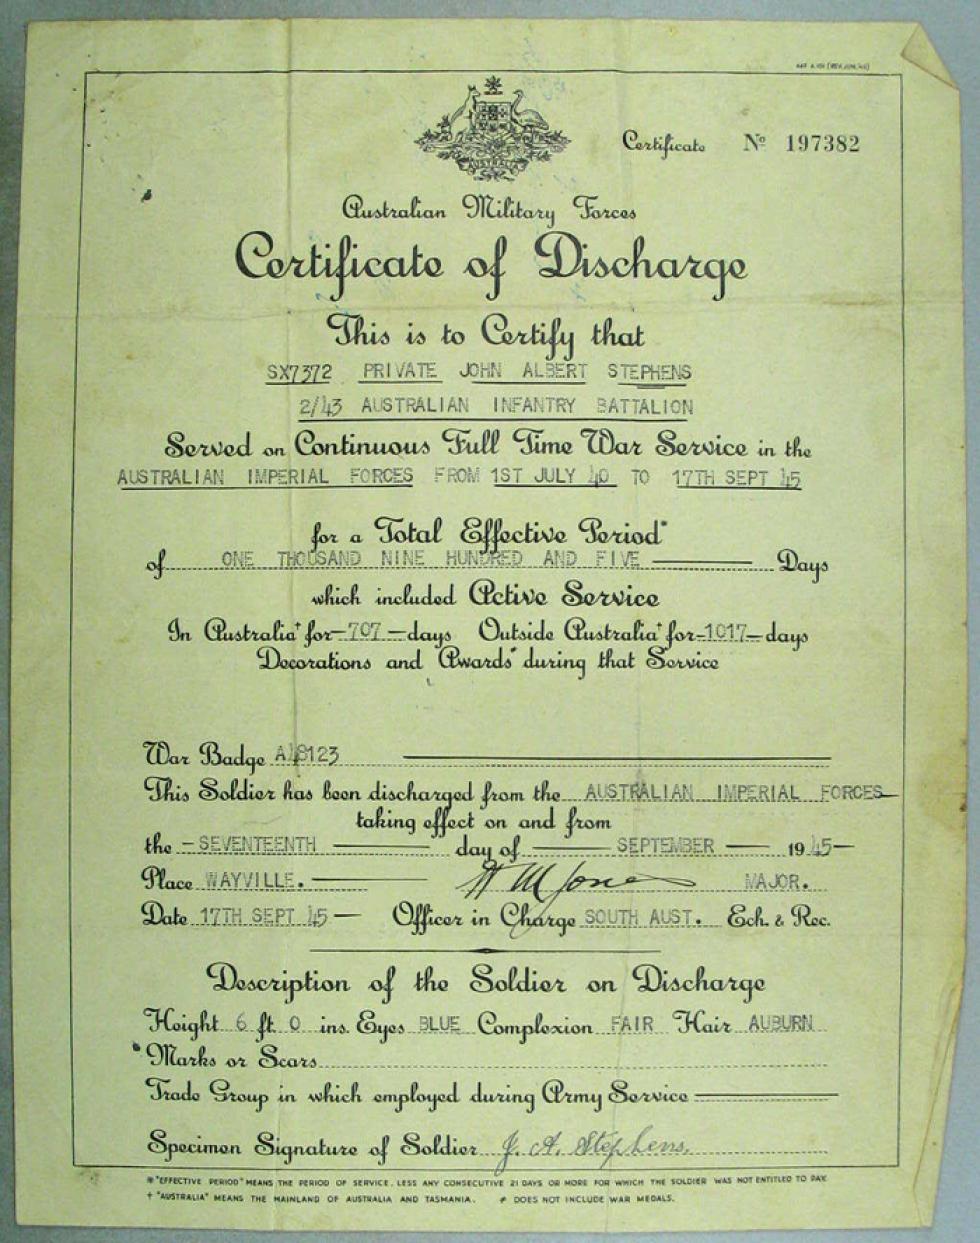 AAF A.101 (REV. JUN. '45)
AUSTRALIA
Certificate No 197382
Australian Military Forces
Certificate of Discharge
This is to Certify that
SX7372 PRIVATE JOHN ALBERT STEPHENS
2/43 AUSTRALIAN INFANTRY BATTALION
Served on Continuous Full Time War Service in the
AUSTRALIAN IMPERIAL FORCES FROM 1ST JULY 40 TO 17TH SEPT 45
for a Total Effective Period*
of ONE THOUSAND NINE HUNDRED AND FIVE Days
which included Active Service
In Australia† for -707- days Outside Australia† for -1017- days
Decorations and Awards# during that Service
War Badge A48123
This Soldier has been discharged from the AUSTRALIAN IMPERIAL FORCES
taking effect on and from
the - SEVENTEENTH day of SEPTEMBER 1945-
Place WAYVILLE. H M Jones MAJOR.
Date 17TH SEPT 45 - Officer in Charge SOUTH AUST. Ech. & Rec.
Description of the Soldier on Discharge
Height 6 ft. 0 ins. Eyes BLUE Complexion FAIR Hair AUBURN
Marks or Scars
Trade Group in which employed during Army Service
Specimen Signature of Soldier J. A. Stephens.
* "EFFECTIVE PERIOD" MEANS THE PERIOD OF SERVICE, LESS ANY CONSECUTIVE 21 DAYS OR MORE FOR WHICH THE SOLDIER WAS NOT ENTITLED TO PAY.
† "AUSTRALIA" MEANS THE MAINLAND OF AUSTRALIA AND TASMANIA. # DOES NOT INCLUDE WAR MEDALS.